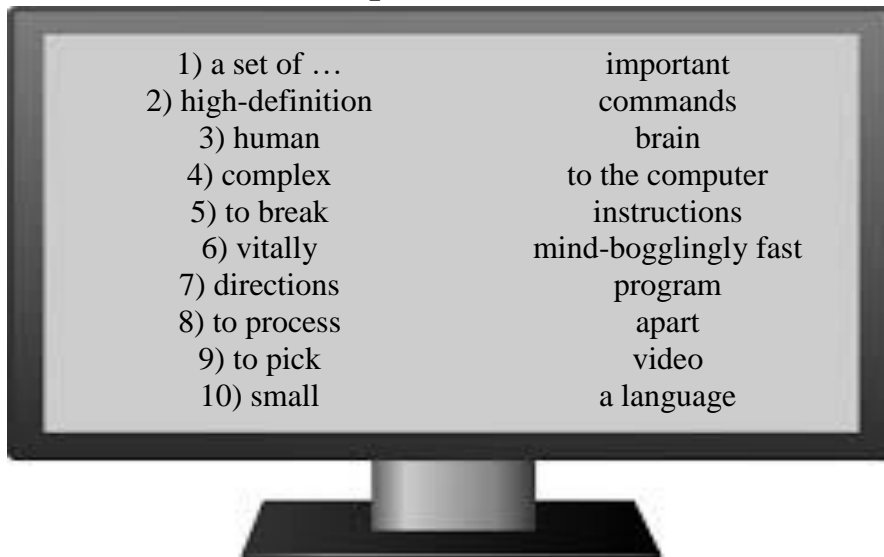 1) a set of … important
2) high-definition commands
3) human brain
4) complex to the computer
5) to break instructions
6) vitally mind-bogglingly fast
7) directions program
8) to process apart
9) to pick video
10) small a language